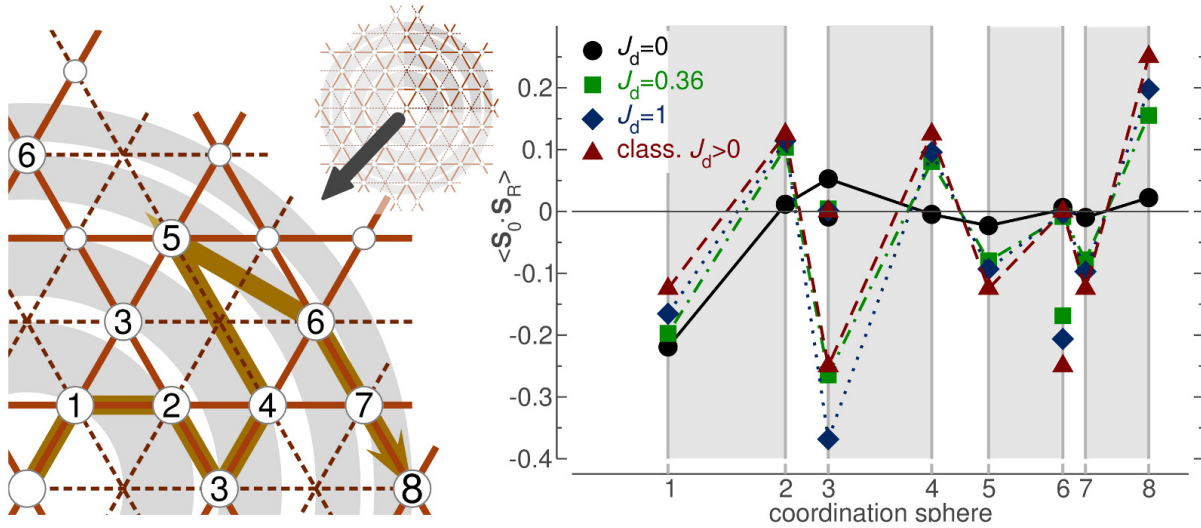 6
5
3
6
1
2
4
7
3
8
J_d=0
J_d=0.36
J_d=1
class. J_d>0
<S_0 · S_R>
0.2
0.1
0
-0.1
-0.2
-0.3
-0.4
1 2 3 4 5 6 7 8
coordination sphere